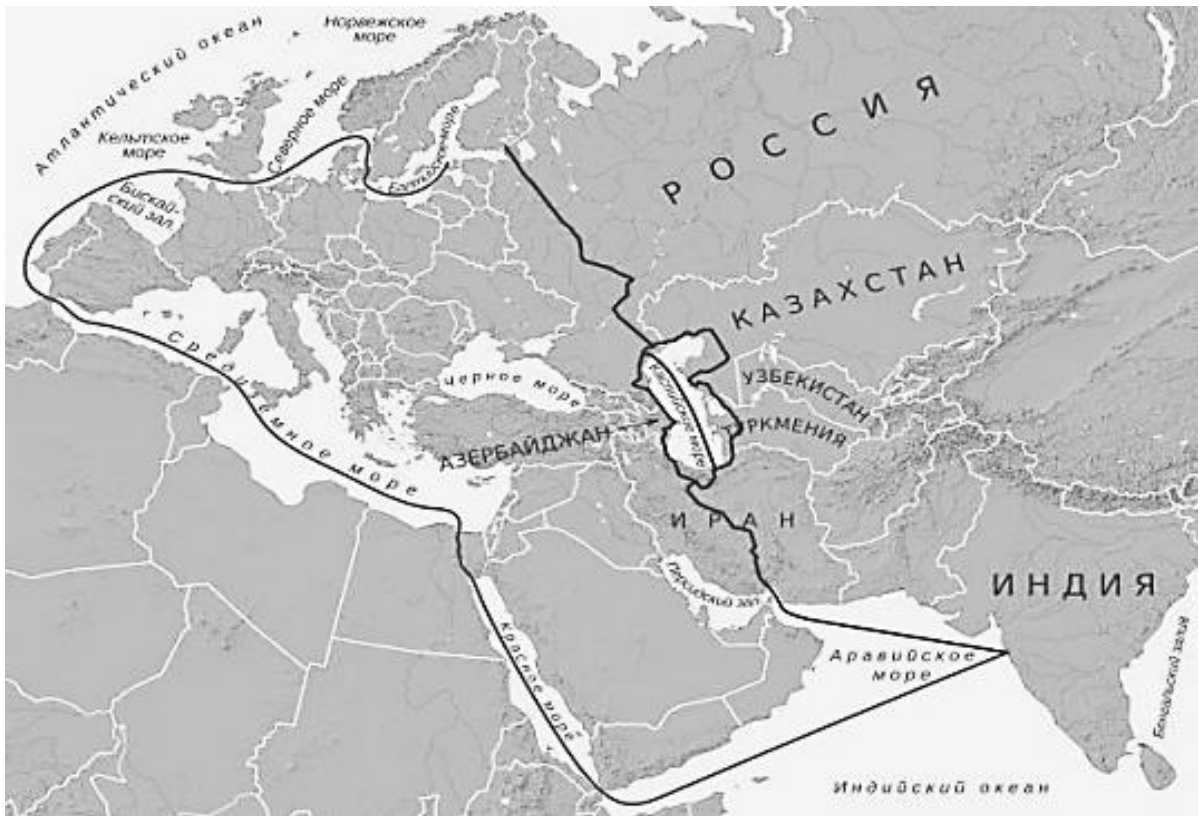 Атлантический океан
Норвежское
море
Северное море
Кельтское
море
Бискай-
ский зал.
Балтийское море
РОССИЯ
КАЗАХСТАН
УЗБЕКИСТАН
ТУРКМЕНИЯ
Каспийское море
Черное море
АЗЕРБАЙДЖАН
Средиземное море
ИРАН
Персидский зал.
ИНДИЯ
Красное море
Аравийское
море
Бенгальский залив
Индийский океан